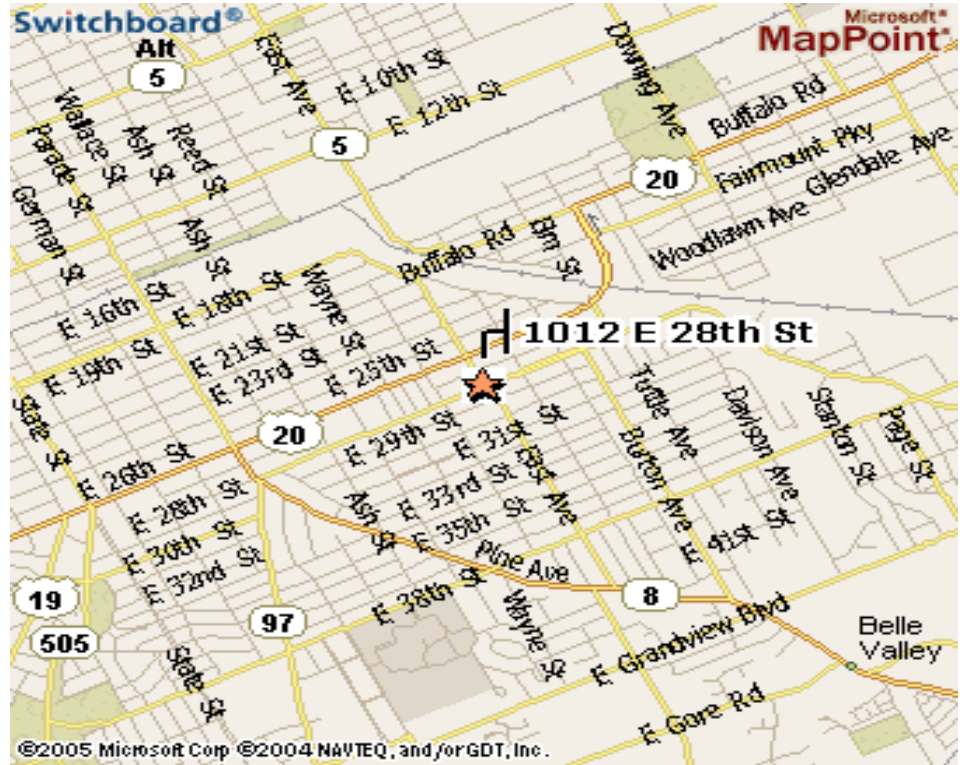 Switchboard®
Microsoft®
MapPoint®
Alt
5
East Ave
E 10th St
E 12th St
Downing Ave
Buffalo Rd
Wallace St
Parade St
Ash St
Reed St
German St
5
20
Fairmount Pky
Glendale Ave
Woodlawn Ave
Ash St
Buffalo Rd
Elm St
E 16th St
E 18th St
Wayne St
1012 E 28th St
E 19th St
E 21st St
E 23rd St
E 25th St
State St
20
E 26th St
E 28th St
E 29th St
E 31st St
Tuttle Ave
Davison Ave
Stanton St
Page St
Burton Ave
East Ave
E 30th St
E 32nd St
Ash St
E 33rd St
E 35th St
E 41st St
Pine Ave
E 38th St
8
19
505
97
Wayne St
E Grandview Blvd
Belle
Valley
State St
E Gore Rd
©2005 Microsoft Corp ©2004 NAVTEQ, and/or GDT, Inc.